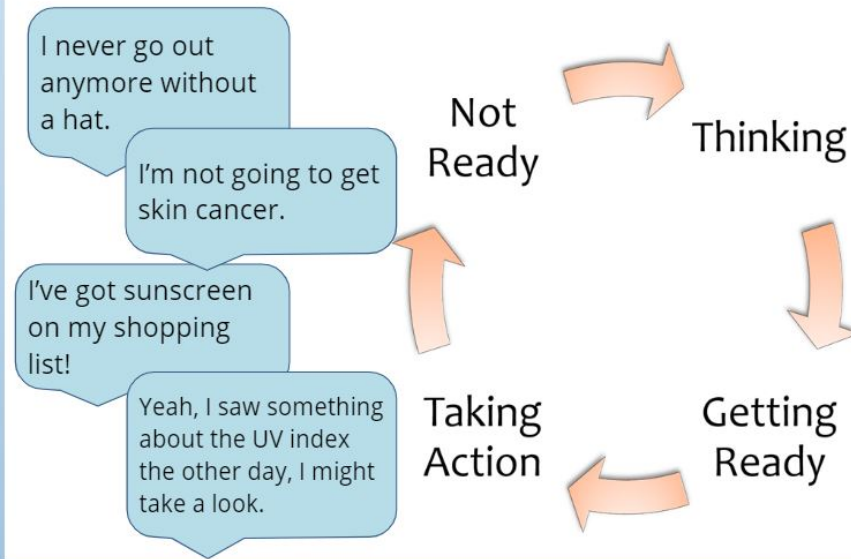 I never go out
anymore without
a hat.
I'm not going to get
skin cancer.
I've got sunscreen
on my shopping
list!
Yeah, I saw something
about the UV index
the other day, I might
take a look.
Not
Ready
Thinking
Getting
Ready
Taking
Action